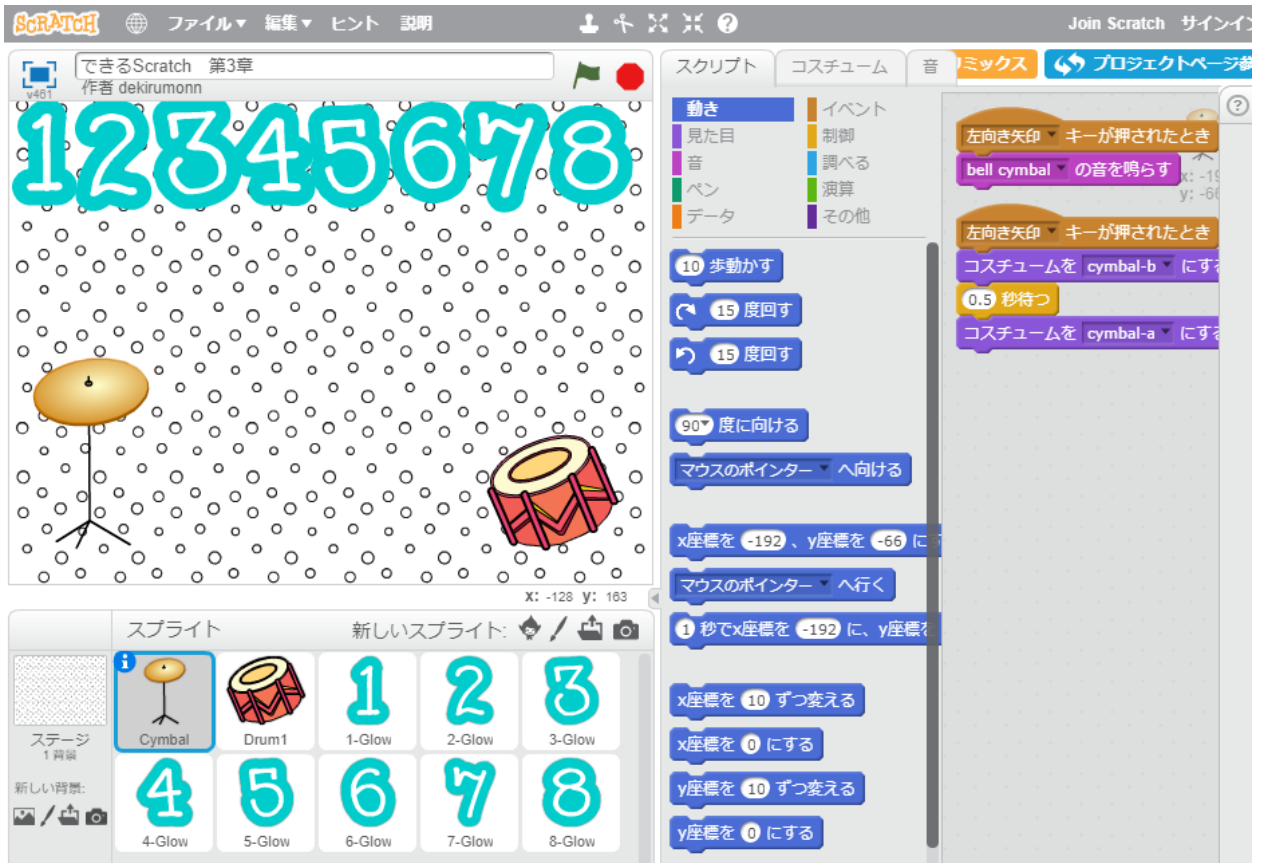 SCRATCH ファイル▼ 編集▼ ヒント 説明 Join Scratch サインイン
v461 できるScratch 第3章
作者 dekirumonn
12345678
X: -128 y: 163
スクリプト コスチューム 音
ミックス プロジェクトページ参
動き イベント
見た目 制御
音 調べる
ペン 演算
データ その他
10 歩動かす
15 度回す
15 度回す
90▼ 度に向ける
マウスのポインター へ向ける
x座標を -192 、y座標を -66 にす
マウスのポインター へ行く
1 秒でx座標を -192 に、y座標を
x座標を 10 ずつ変える
x座標を 0 にする
y座標を 10 ずつ変える
y座標を 0 にする
左向き矢印 キーが押されたとき
bell cymbal の音を鳴らす
x: -19
y: -66
左向き矢印 キーが押されたとき
コスチュームを cymbal-b にする
0.5 秒待つ
コスチュームを cymbal-a にする
スプライト 新しいスプライト:
ステージ
1 背景
新しい背景:
Cymbal Drum1 1-Glow 2-Glow 3-Glow
4-Glow 5-Glow 6-Glow 7-Glow 8-Glow